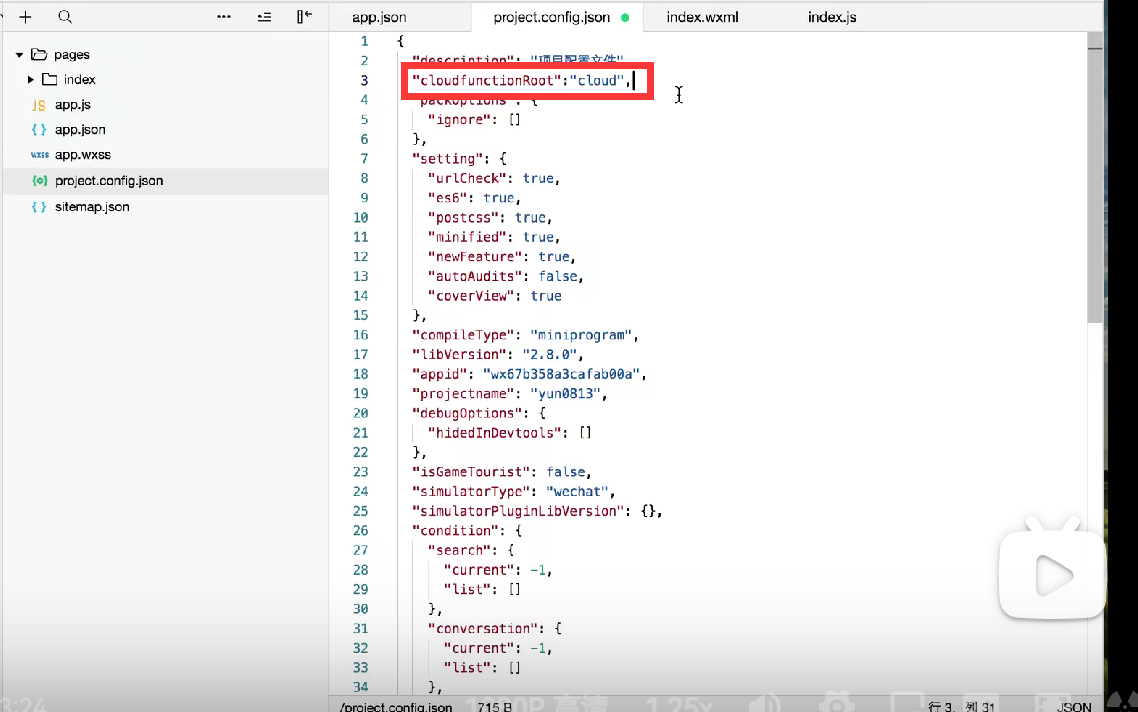 app.json
project.config.json
index.wxml
index.js
pages
index
JS app.js
{ } app.json
wxss app.wxss
project.config.json
{ } sitemap.json
1 {
2 "description": "项目配置文件",
3 "cloudfunctionRoot":"cloud",
4 "packOptions": {
5 "ignore": []
6 },
7 "setting": {
8 "urlCheck": true,
9 "es6": true,
10 "postcss": true,
11 "minified": true,
12 "newFeature": true,
13 "autoAudits": false,
14 "coverView": true
15 },
16 "compileType": "miniprogram",
17 "libVersion": "2.8.0",
18 "appid": "wx67b358a3cafab00a",
19 "projectname": "yun0813",
20 "debugOptions": {
21 "hidedInDevtools": []
22 },
23 "isGameTourist": false,
24 "simulatorType": "wechat",
25 "simulatorPluginLibVersion": {},
26 "condition": {
27 "search": {
28 "current": -1,
29 "list": []
30 },
31 "conversation": {
32 "current": -1,
33 "list": []
34 },
3:24
/project.config.json 715 B
1080P 高清 1.25x
行 3, 列 31 JSON